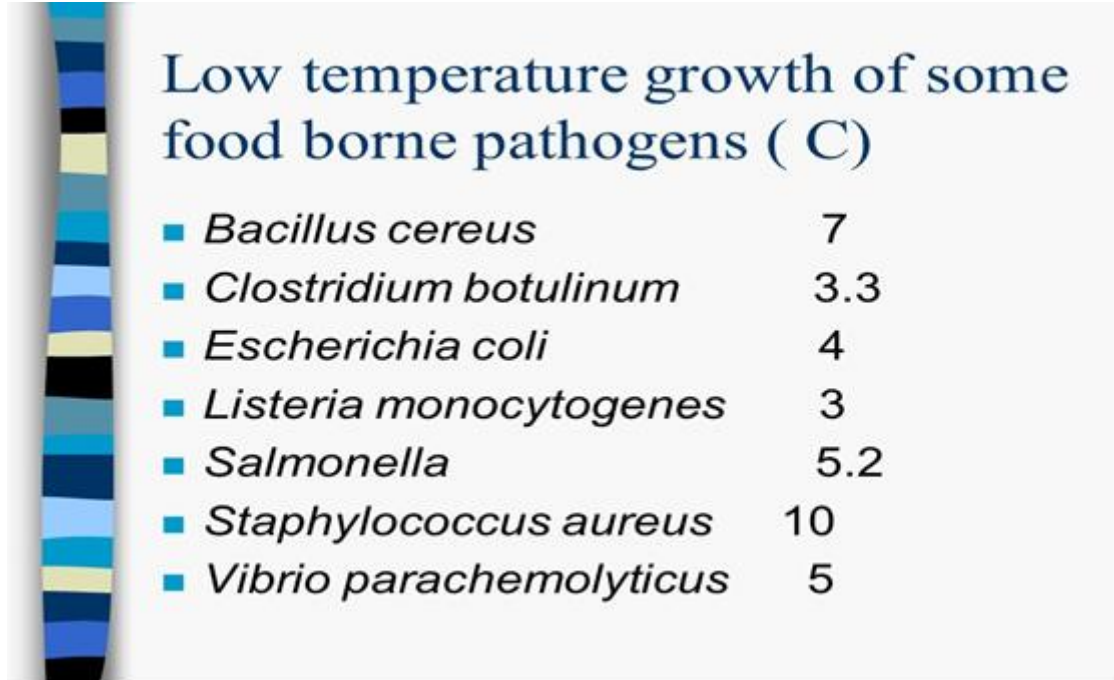 Low temperature growth of some
food borne pathogens ( C)
Bacillus cereus 7
Clostridium botulinum 3.3
Escherichia coli 4
Listeria monocytogenes 3
Salmonella 5.2
Staphylococcus aureus 10
Vibrio parachemolyticus 5